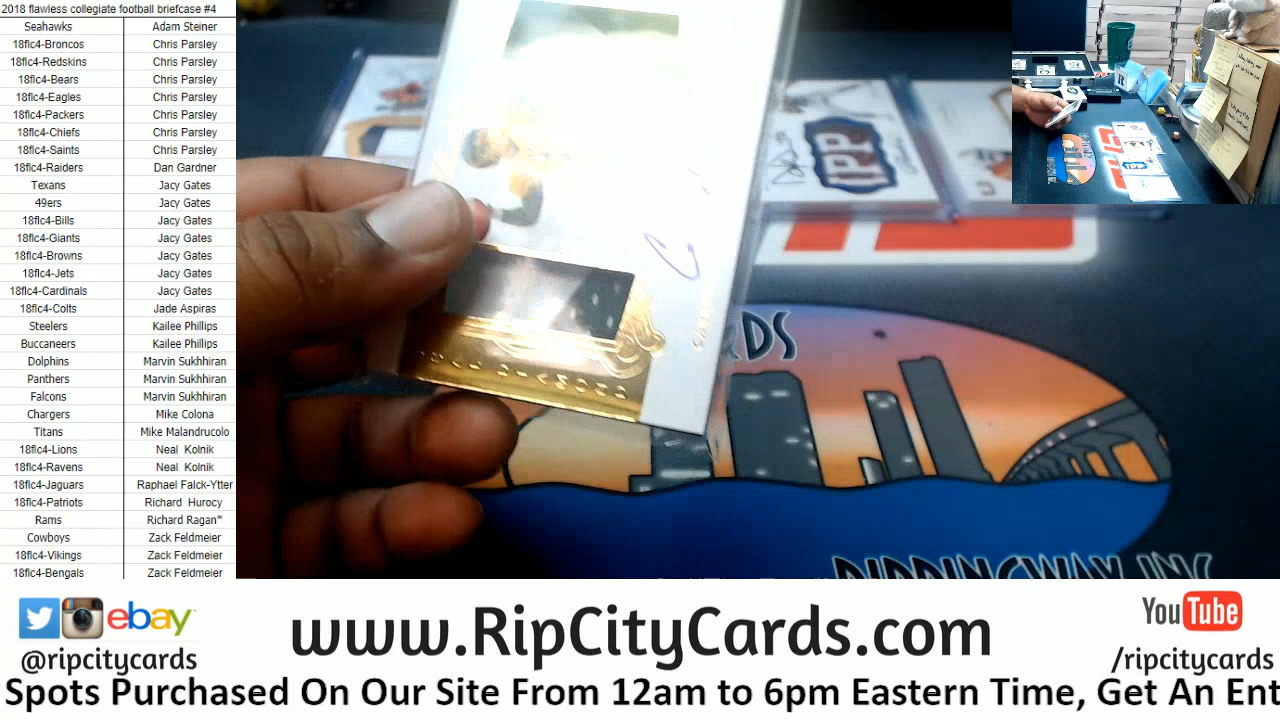 2018 flawless collegiate football briefcase #4
Seahawks Adam Steiner
18flc4-Broncos Chris Parsley
18flc4-Redskins Chris Parsley
18flc4-Bears Chris Parsley
18flc4-Eagles Chris Parsley
18flc4-Packers Chris Parsley
18flc4-Chiefs Chris Parsley
18flc4-Saints Chris Parsley
18flc4-Raiders Dan Gardner
Texans Jacy Gates
49ers Jacy Gates
18flc4-Bills Jacy Gates
18flc4-Giants Jacy Gates
18flc4-Browns Jacy Gates
18flc4-Jets Jacy Gates
18flc4-Cardinals Jacy Gates
18flc4-Colts Jade Aspiras
Steelers Kailee Phillips
Buccaneers Kailee Phillips
Dolphins Marvin Sukhhiran
Panthers Marvin Sukhhiran
Falcons Marvin Sukhhiran
Chargers Mike Colona
Titans Mike Malandrucolo
18flc4-Lions Neal Kolnik
18flc4-Ravens Neal Kolnik
18flc4-Jaguars Raphael Falck-Ytter
18flc4-Patriots Richard Hurocy
Rams Richard Ragan*
Cowboys Zack Feldmeier
18flc4-Vikings Zack Feldmeier
18flc4-Bengals Zack Feldmeier
RPP
RDS
ebay
@ripcitycards
www.RipCityCards.com
YouTube
/ripcitycards
Spots Purchased On Our Site From 12am to 6pm Eastern Time, Get An Ent